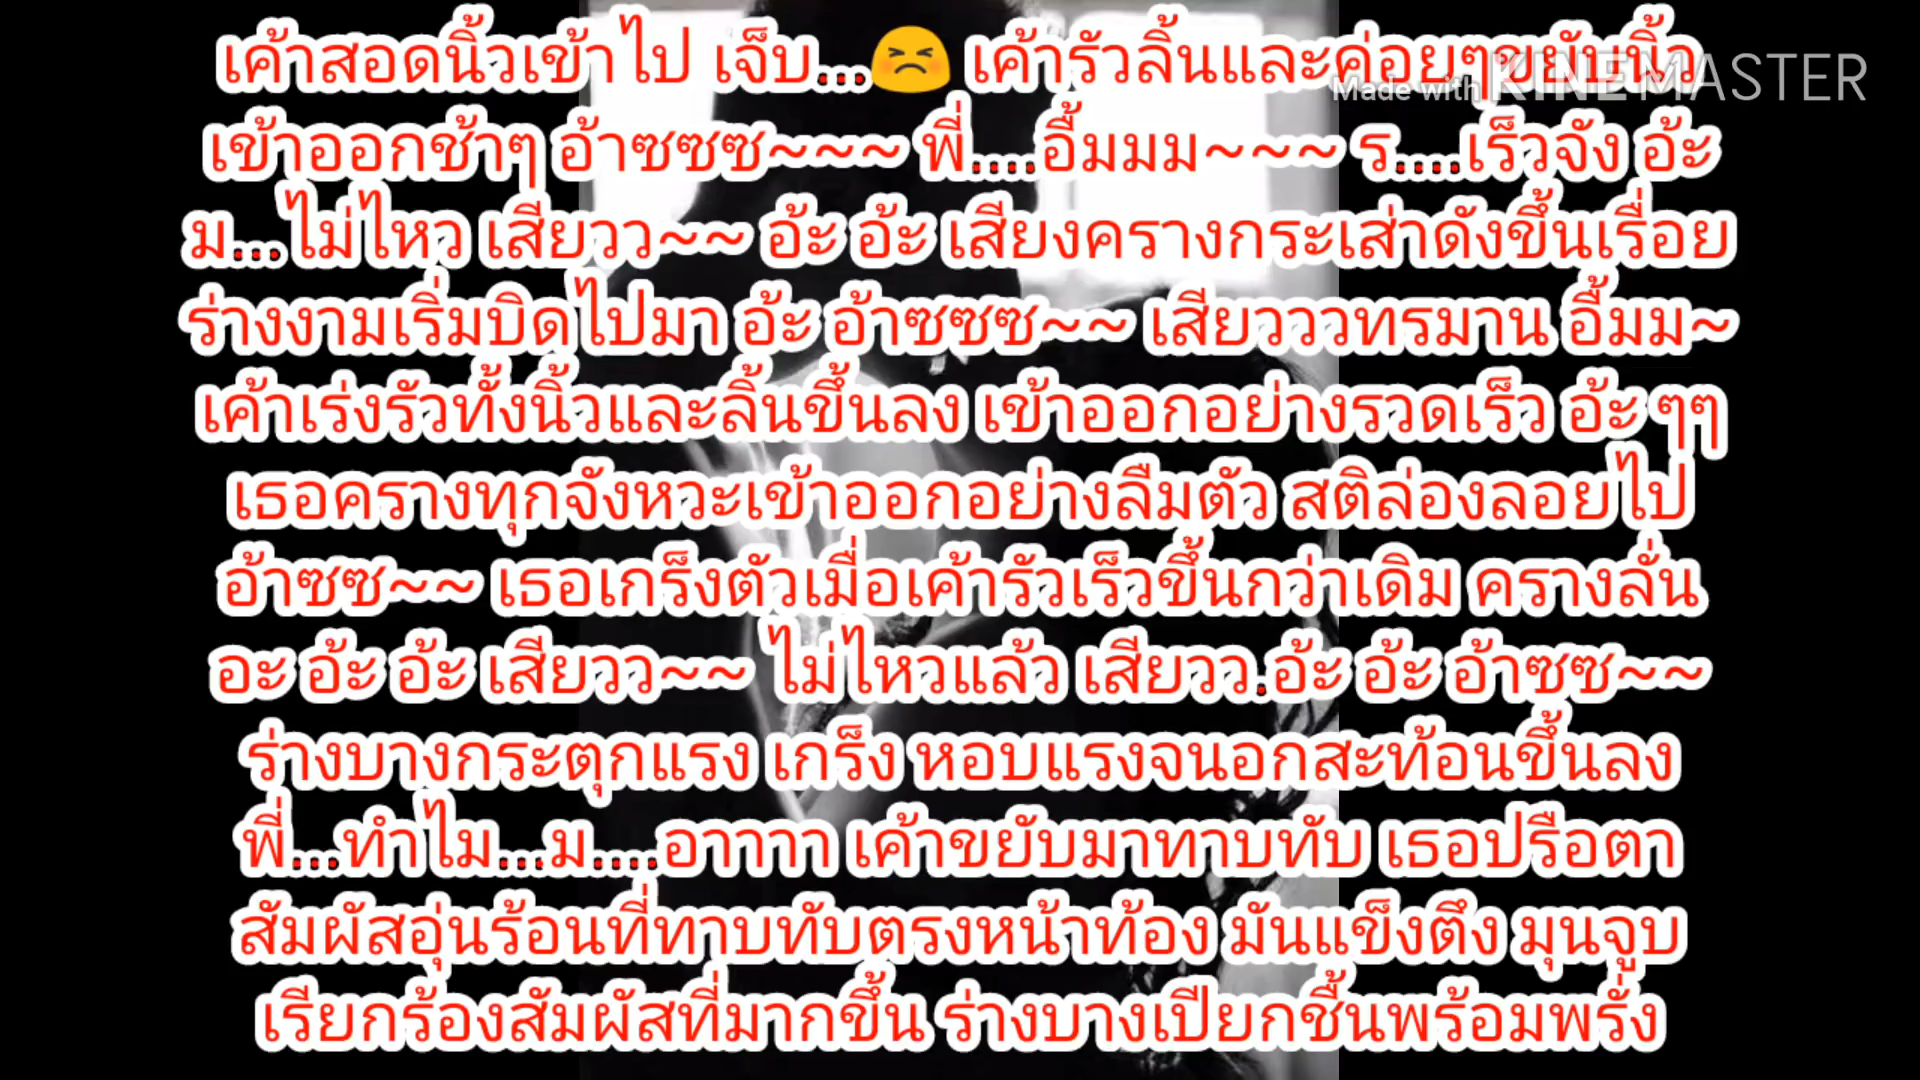 เค้าสอดนิ้วเข้าไป เจ็บ...😣 เค้ารัวลิ้นและค่อยๆขยับนิ้ว
Made with KINEMASTER
เข้าออกช้าๆ อ้าซซซ~~~ พี่....อื้มมม~~~ ร....เร็วจัง อ้ะ
ม...ไม่ไหว เสียวว~~ อ้ะ อ้ะ เสียงครางกระเส่าดังขึ้นเรื่อย
ร่างงามเริ่มบิดไปมา อ้ะ อ้าซซซ~~ เสียวววทรมาน อื้มม~
เค้าเร่งรัวทั้งนิ้วและลิ้นขึ้นลง เข้าออกอย่างรวดเร็ว อ้ะ ๆๆ
เธอครางทุกจังหวะเข้าออกอย่างลืมตัว สติล่องลอยไป
อ้าซซ~~ เธอเกร็งตัวเมื่อเค้ารัวเร็วขึ้นกว่าเดิม ครางลั่น
อะ อ้ะ อ้ะ เสียวว~~ ไม่ไหวแล้ว เสียวว.อ้ะ อ้ะ อ้าซซ~~
ร่างบางกระตุกแรง เกร็ง หอบแรงจนอกสะท้อนขึ้นลง
พี่...ทำไม...ม....อาาาา เค้าขยับมาทาบทับ เธอปรือตา
สัมผัสอุ่นร้อนที่ทาบทับตรงหน้าท้อง มันแข็งตึง มุนจูบ
เรียกร้องสัมผัสที่มากขึ้น ร่างบางเปียกชื้นพร้อมพรั่ง